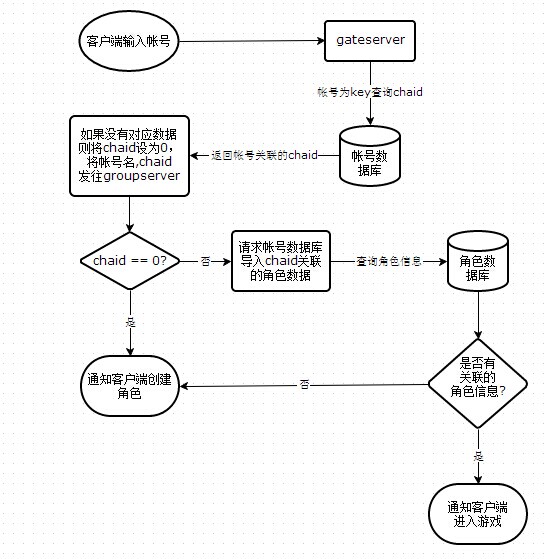 客户端输入帐号
gateserver
帐号为key查询chaid
如果没有对应数据
则将chaid设为0，
将帐号名,chaid
发往groupserver
返回帐号关联的chaid
帐号数
据库
chaid == 0?
否
请求帐号数据库
导入chaid关联
的角色数据
查询角色信息
角色数
据库
是
通知客户端创建
角色
否
是否有
关联的
角色信息?
是
通知客户端
进入游戏